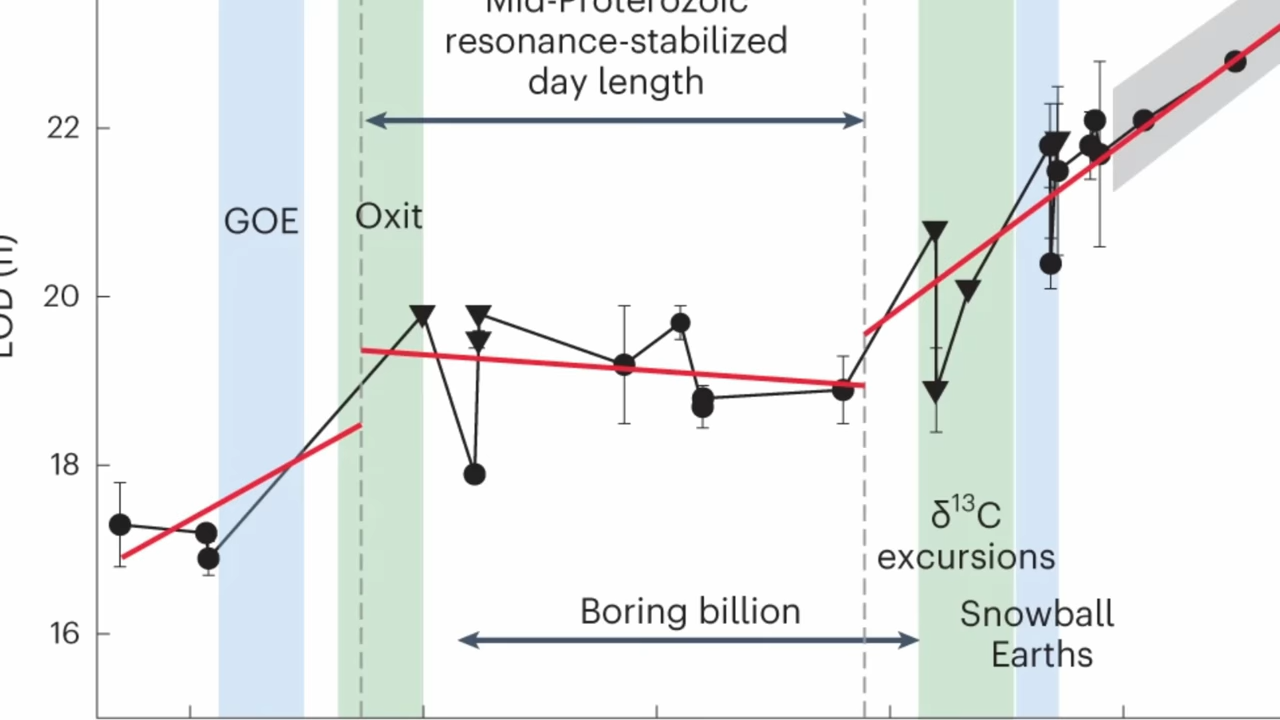 Mid-Proterozoic
resonance-stabilized
day length
22
GOE
Oxit
20
LOD (h)
18
δ¹³C
excursions
Boring billion
Snowball
Earths
16